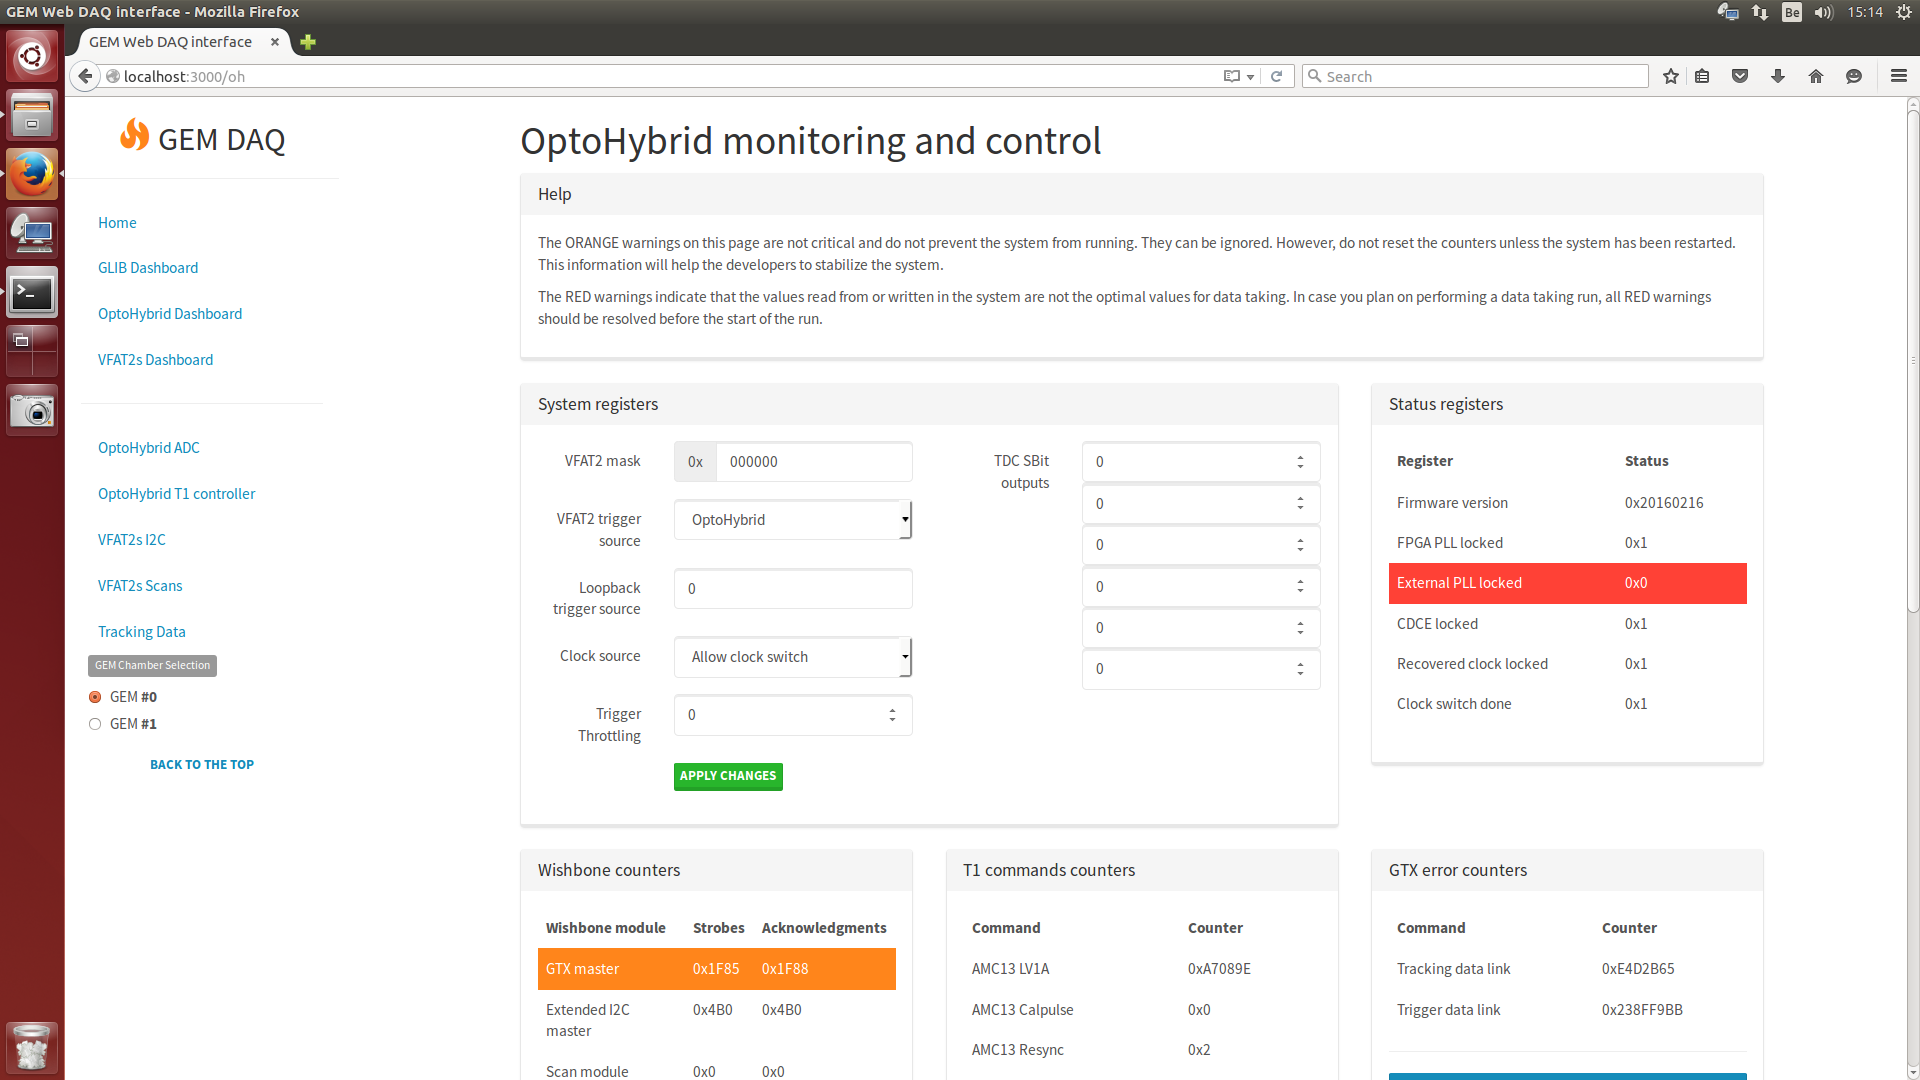 GEM Web DAQ interface - Mozilla Firefox
Be
15:14
GEM Web DAQ interface
localhost:3000/oh
Search
GEM DAQ
Home
GLIB Dashboard
OptoHybrid Dashboard
VFAT2s Dashboard
OptoHybrid ADC
OptoHybrid T1 controller
VFAT2s I2C
VFAT2s Scans
Tracking Data
GEM Chamber Selection
GEM #0
GEM #1
BACK TO THE TOP
OptoHybrid monitoring and control
Help
The ORANGE warnings on this page are not critical and do not prevent the system from running. They can be ignored. However, do not reset the counters unless the system has been restarted.
This information will help the developers to stabilize the system.
The RED warnings indicate that the values read from or written in the system are not the optimal values for data taking. In case you plan on performing a data taking run, all RED warnings
should be resolved before the start of the run.
System registers
VFAT2 mask
0x
000000
VFAT2 trigger
source
OptoHybrid
Loopback
trigger source
0
Clock source
Allow clock switch
Trigger
Throttling
0
APPLY CHANGES
TDC SBit
outputs
0
0
0
0
0
0
Status registers
Register Status
Firmware version 0x20160216
FPGA PLL locked 0x1
External PLL locked 0x0
CDCE locked 0x1
Recovered clock locked 0x1
Clock switch done 0x1
Wishbone counters
Wishbone module Strobes Acknowledgments
GTX master 0x1F85 0x1F88
Extended I2C
master
0x4B0 0x4B0
Scan module 0x0 0x0
T1 commands counters
Command Counter
AMC13 LV1A 0xA7089E
AMC13 Calpulse 0x0
AMC13 Resync 0x2
GTX error counters
Command Counter
Tracking data link 0xE4D2B65
Trigger data link 0x238FF9BB